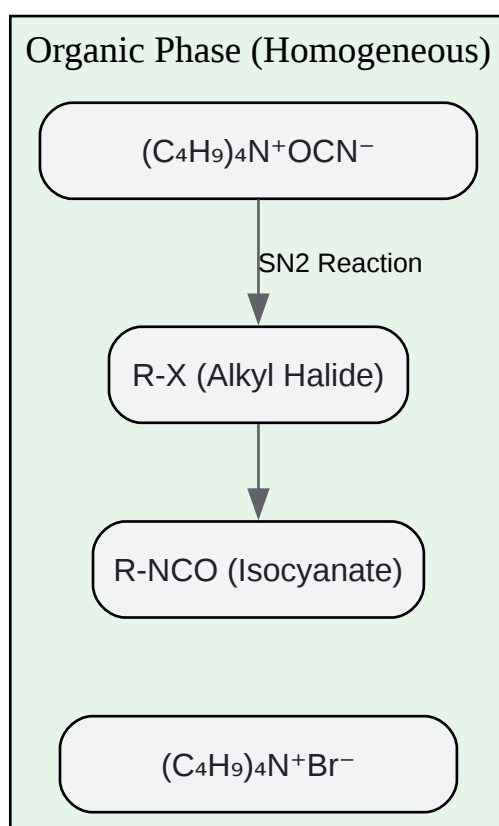 Organic Phase (Homogeneous)
(C₄H₉)₄N⁺OCN⁻
SN2 Reaction
R-X (Alkyl Halide)
R-NCO (Isocyanate)
(C₄H₉)₄N⁺Br⁻